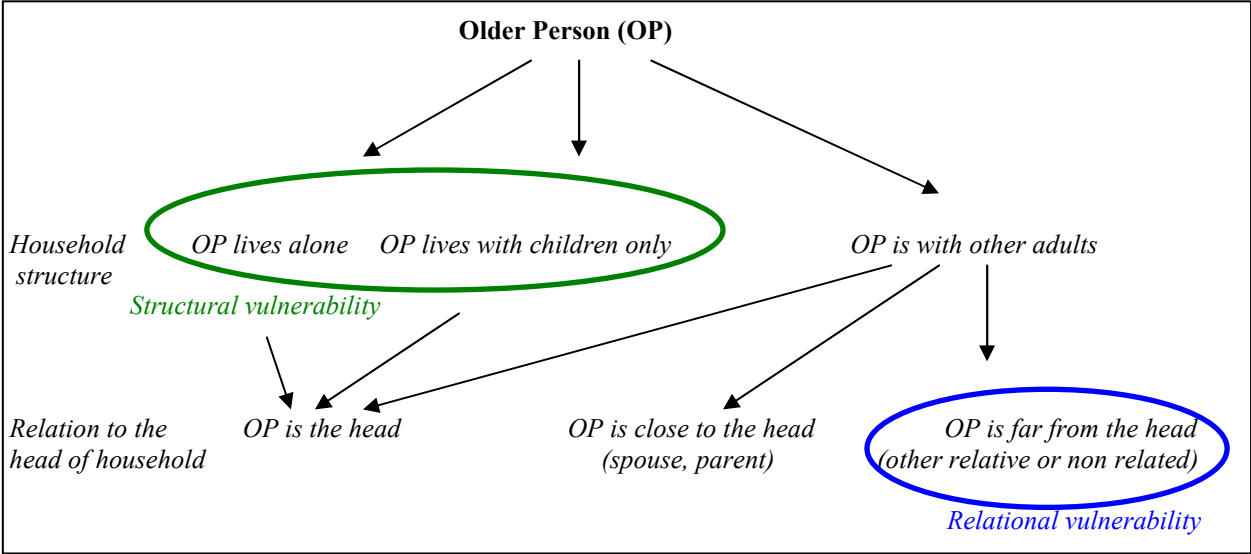 Older Person (OP)
Household
structure
OP lives alone
OP lives with children only
OP is with other adults
Structural vulnerability
Relation to the
head of household
OP is the head
OP is close to the head
(spouse, parent)
OP is far from the head
(other relative or non related)
Relational vulnerability